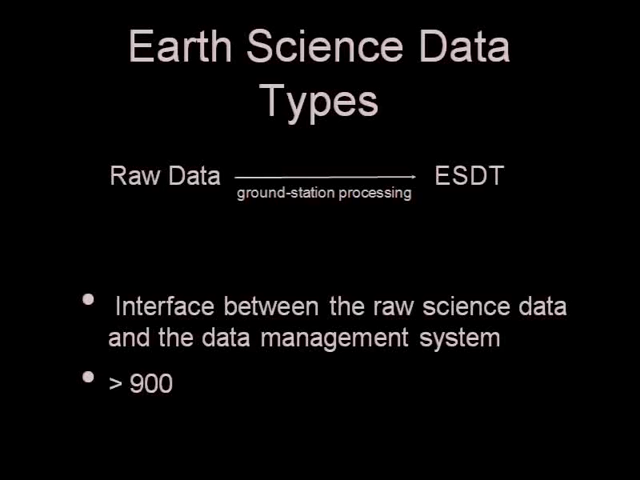 Earth Science Data
Types
Raw Data
ground-station processing
ESDT
• Interface between the raw science data
and the data management system
• > 900